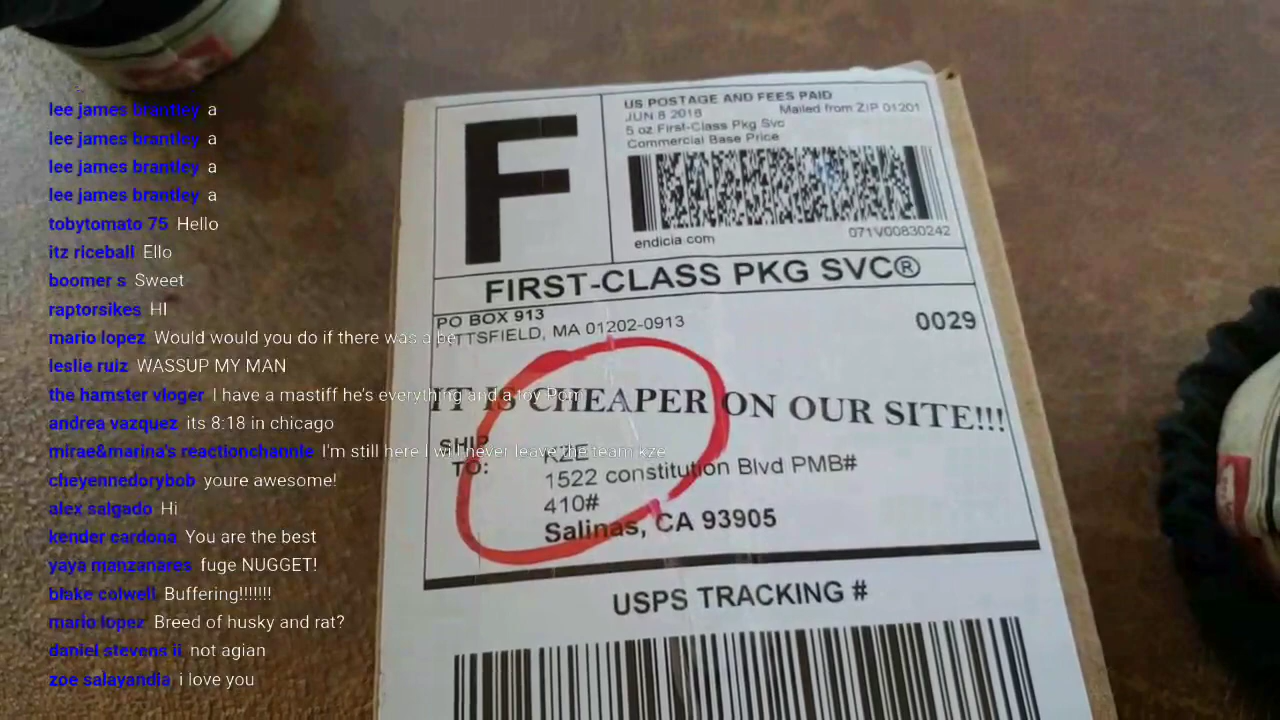 lee james brantley a
lee james brantley a
lee james brantley a
lee james brantley a
tobytomato 75 Hello
itz riceball Ello
boomer s Sweet
raptorsikes HI
mario lopez Would would you do if there was a be
leslie ruiz WASSUP MY MAN
the hamster vloger I have a mastiff he's everything and a toy Pom
andrea vazquez its 8:18 in chicago
mirae&marina's reactionchannle I'm still here I will never leave the team kze
cheyennedorybob youre awesome!
alex salgado Hi
kender cardona You are the best
yaya manzanares fuge NUGGET!
blake colwell Buffering!!!!!!!
mario lopez Breed of husky and rat?
daniel stevens ii not agian
zoe salayandia i love you
F
US POSTAGE AND FEES PAID
JUN 8 2018 Mailed from ZIP 01201
5 oz First-Class Pkg Svc
Commercial Base Price
endicia.com 071V00830242
FIRST-CLASS PKG SVC®
PO BOX 913
PITTSFIELD, MA 01202-0913 0029
IT IS CHEAPER ON OUR SITE!!!
SHIP
TO:
KZE
1522 constitution Blvd PMB#
410#
Salinas, CA 93905
USPS TRACKING #